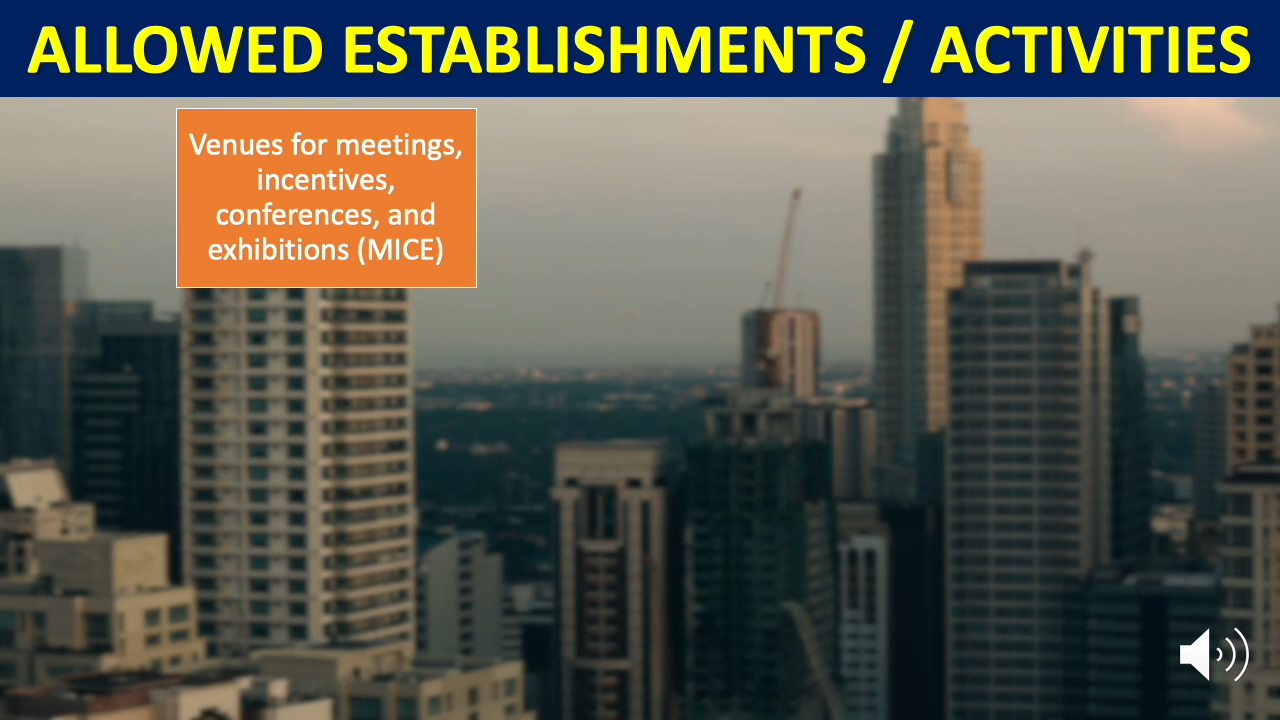 ALLOWED ESTABLISHMENTS / ACTIVITIES
Venues for meetings,
incentives,
conferences, and
exhibitions (MICE)